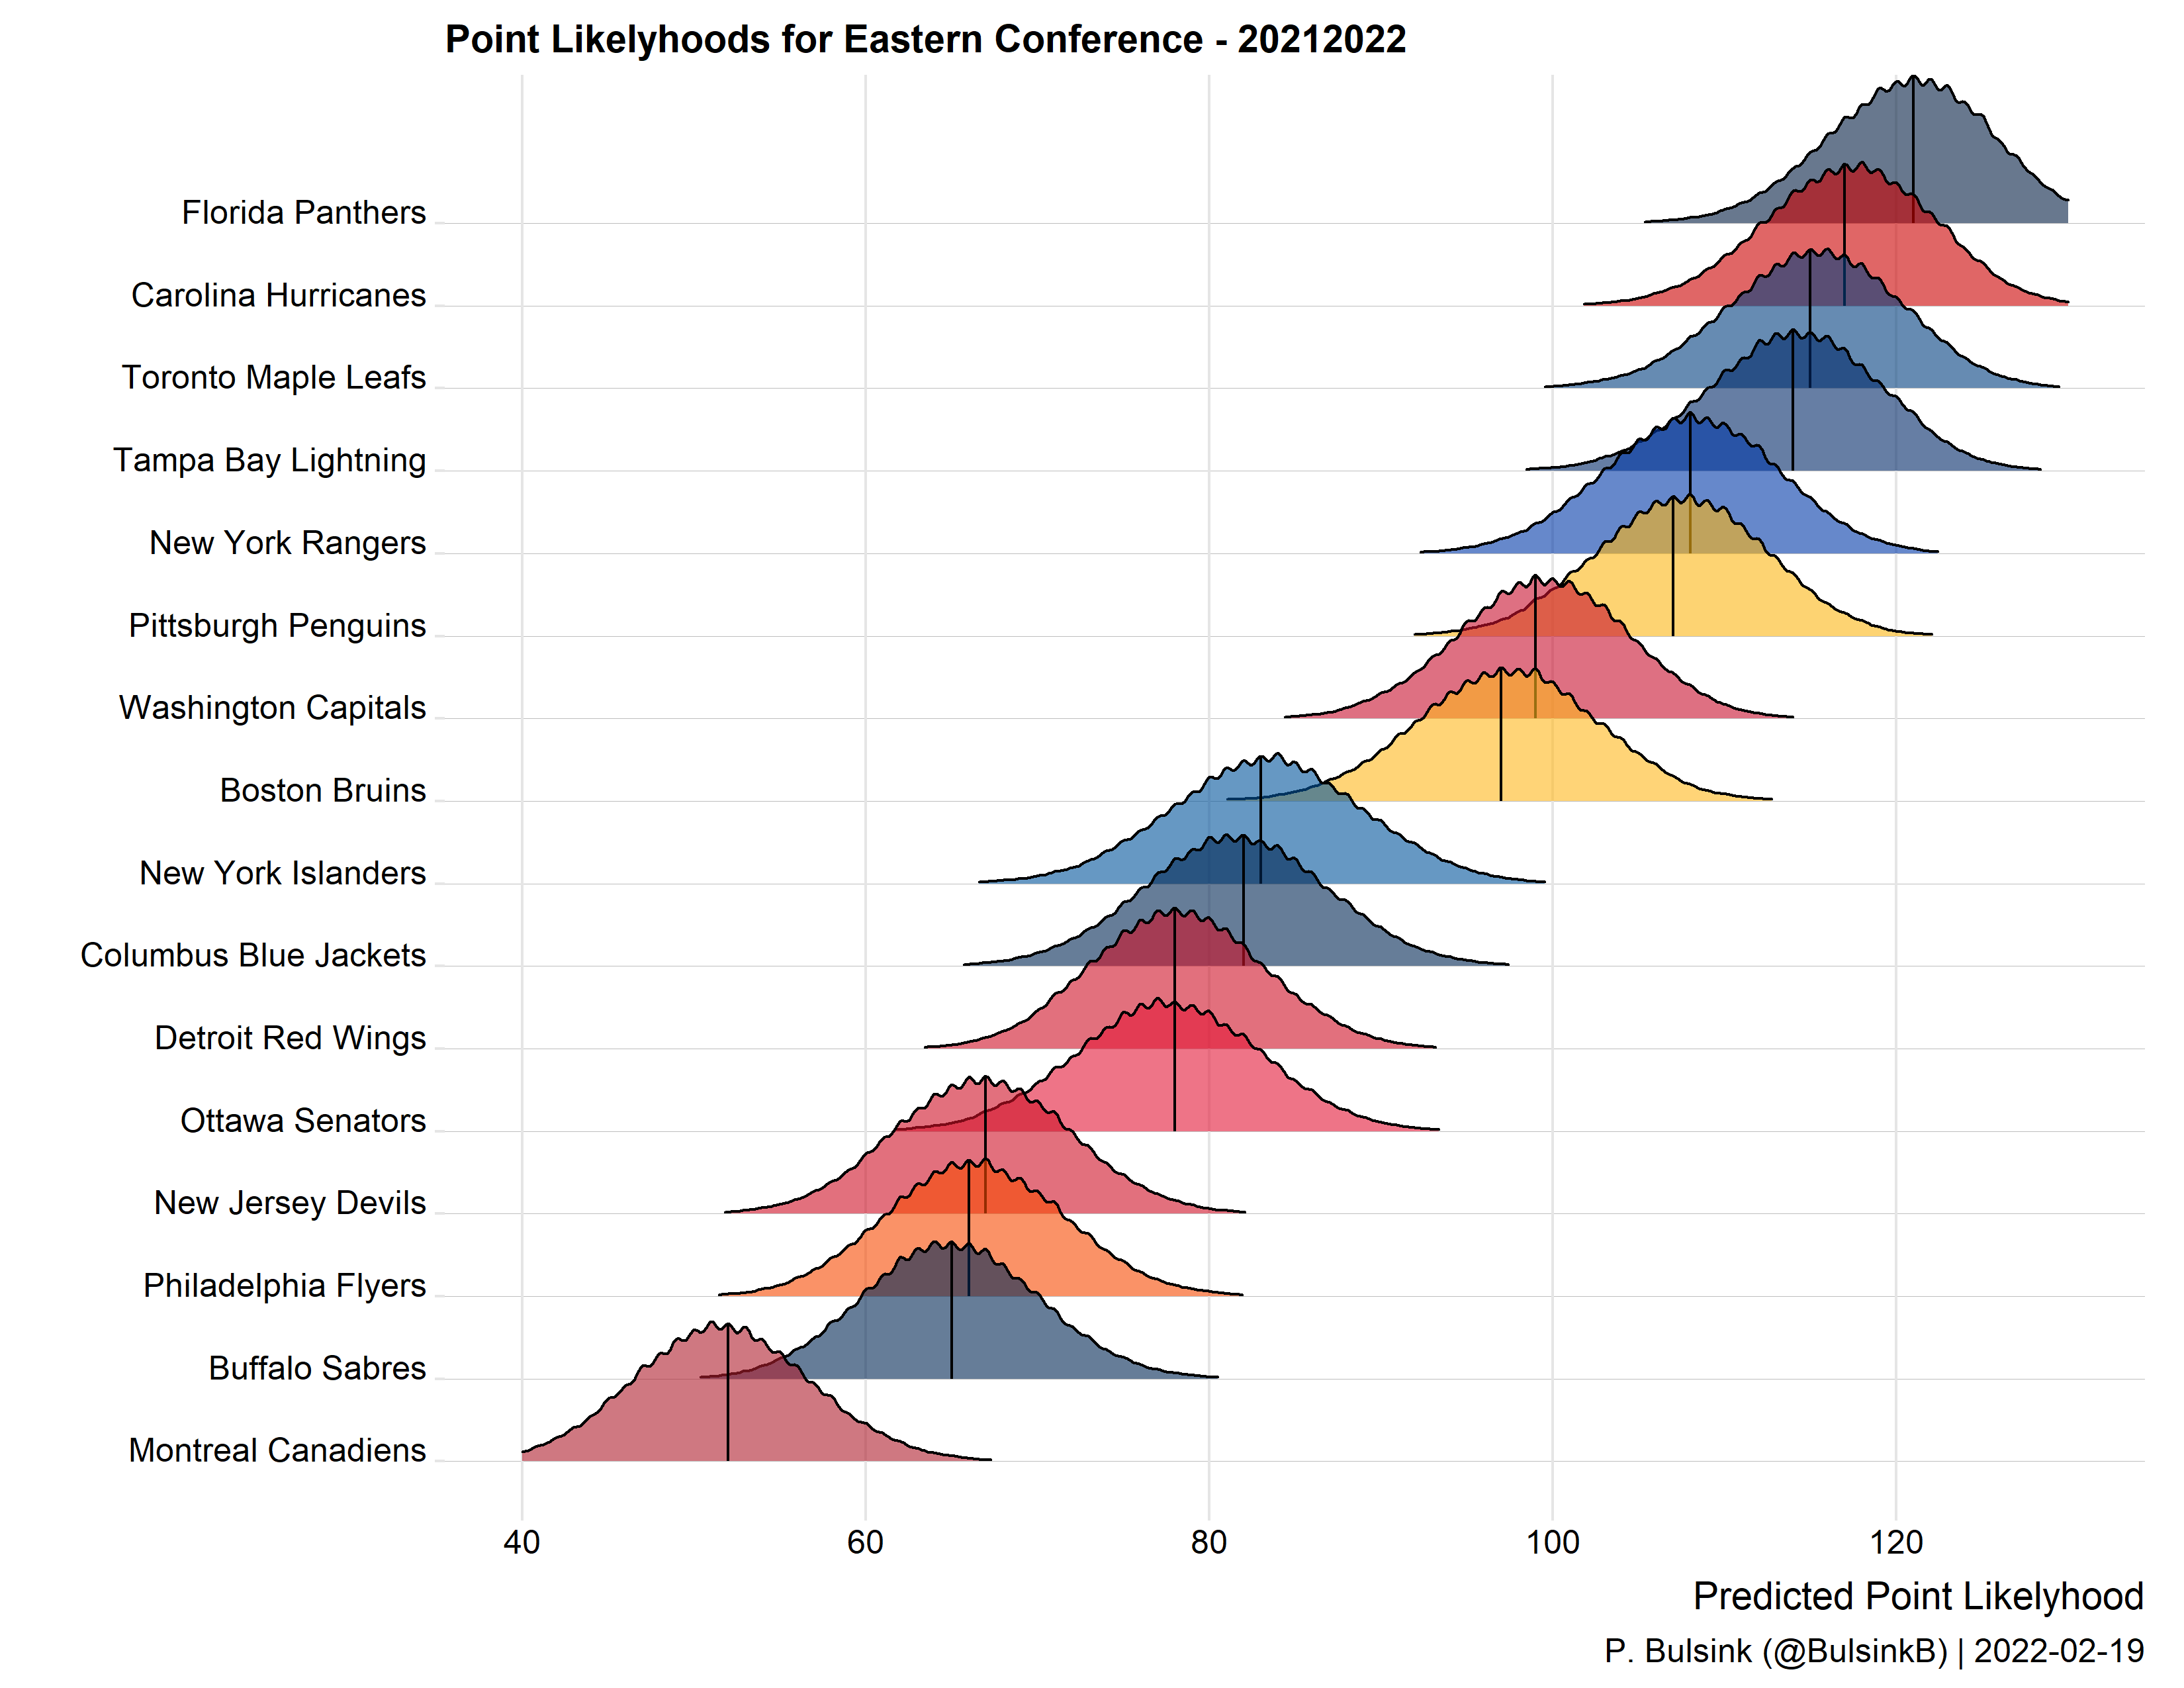 Point Likelyhoods for Eastern Conference - 20212022
Florida Panthers
Carolina Hurricanes
Toronto Maple Leafs
Tampa Bay Lightning
New York Rangers
Pittsburgh Penguins
Washington Capitals
Boston Bruins
New York Islanders
Columbus Blue Jackets
Detroit Red Wings
Ottawa Senators
New Jersey Devils
Philadelphia Flyers
Buffalo Sabres
Montreal Canadiens
40 60 80 100 120
Predicted Point Likelyhood
P. Bulsink (@BulsinkB) | 2022-02-19